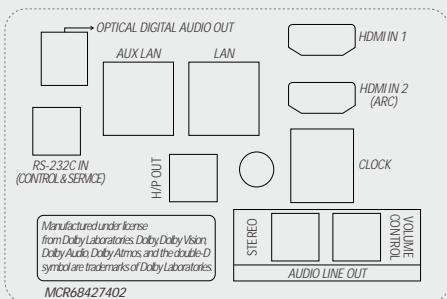 OPTICAL DIGITAL AUDIO OUT
AUX LAN
LAN
HDMI IN 1
HDMI IN 2
(ARC)
RS-232C IN
(CONTROL & SERVICE)
H/P OUT
CLOCK
STEREO
VOLUME
CONTROL
AUDIO LINE OUT
Manufactured under license
from Dolby Laboratories. Dolby, Dolby Vision,
Dolby Audio, Dolby Atmos, and the double-D
symbol are trademarks of Dolby Laboratories.
MCR68427402